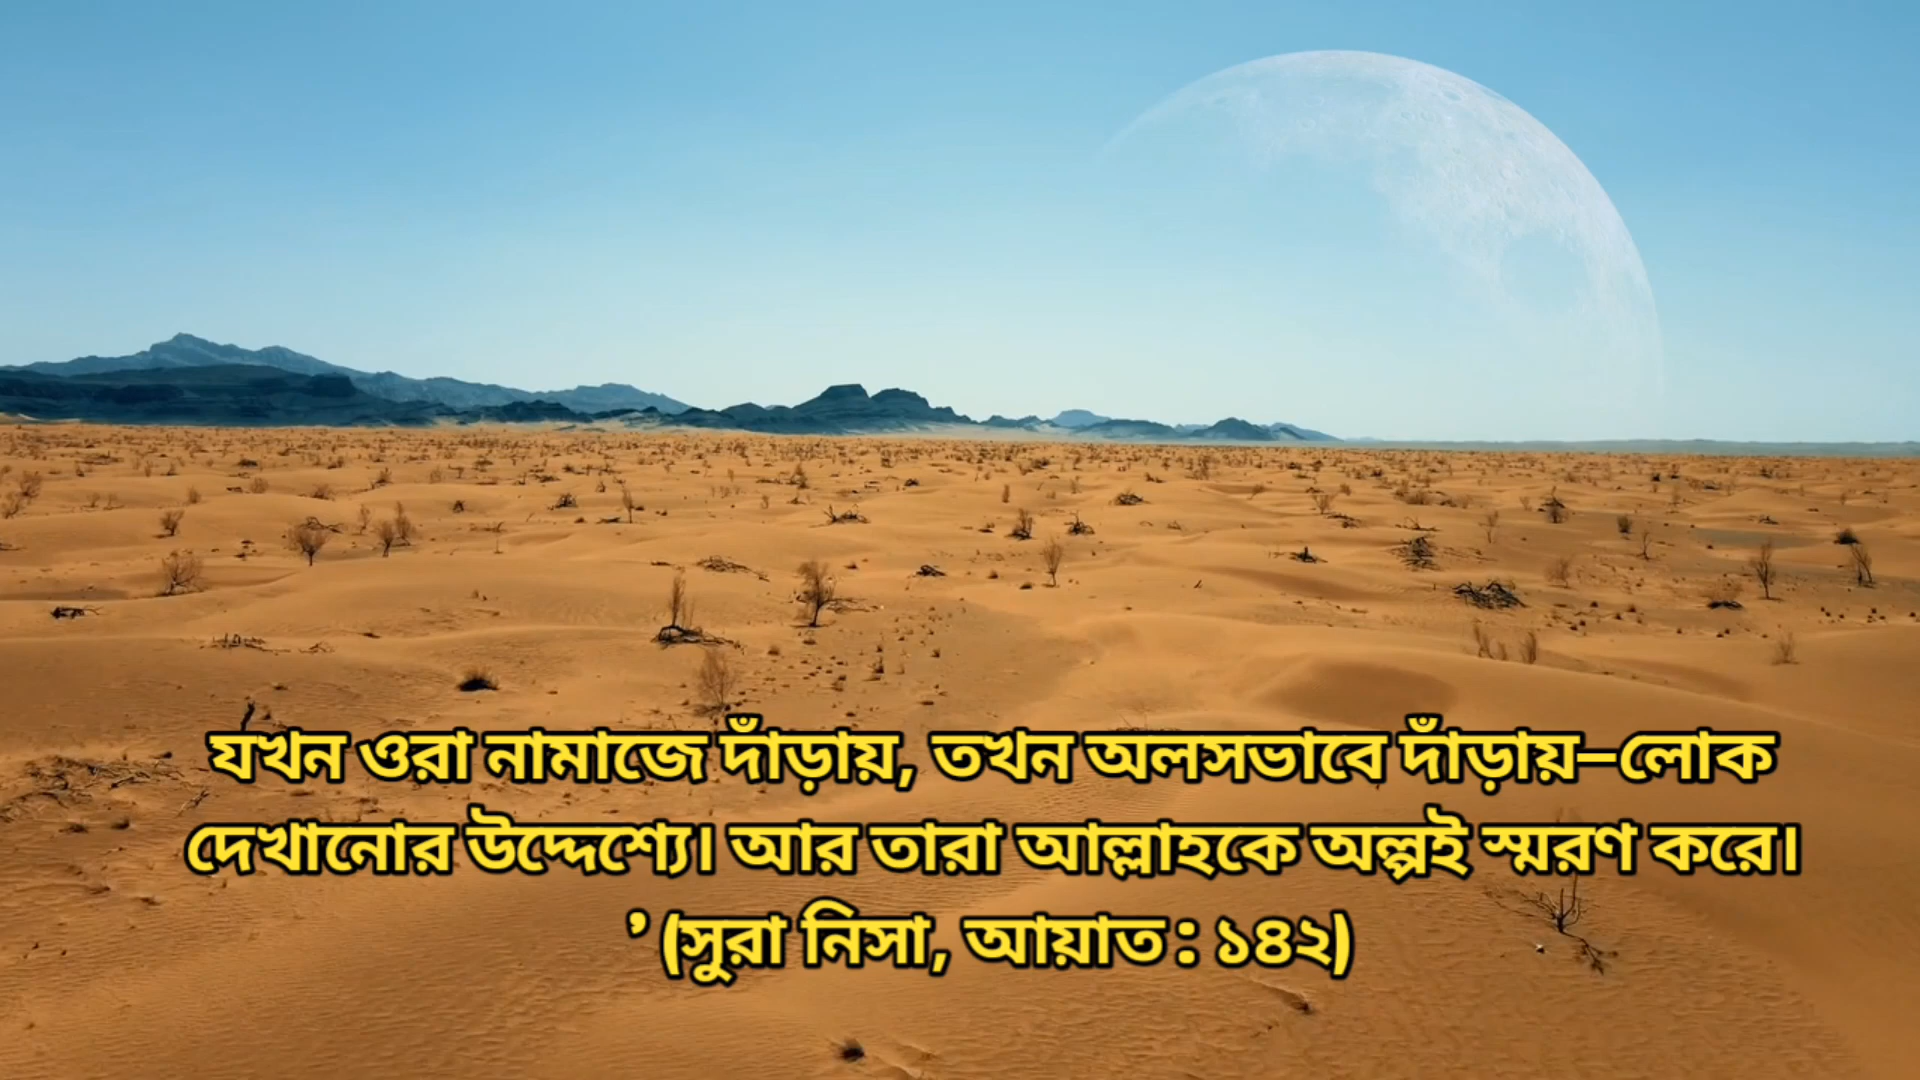 যখন ওরা নামাজে দাঁড়ায়, তখন অলসভাবে দাঁড়ায়–লোক
দেখানোর উদ্দেশ্যে। আর তারা আল্লাহকে অল্পই স্মরণ করে।
’ (সুরা নিসা, আয়াত : ১৪২)